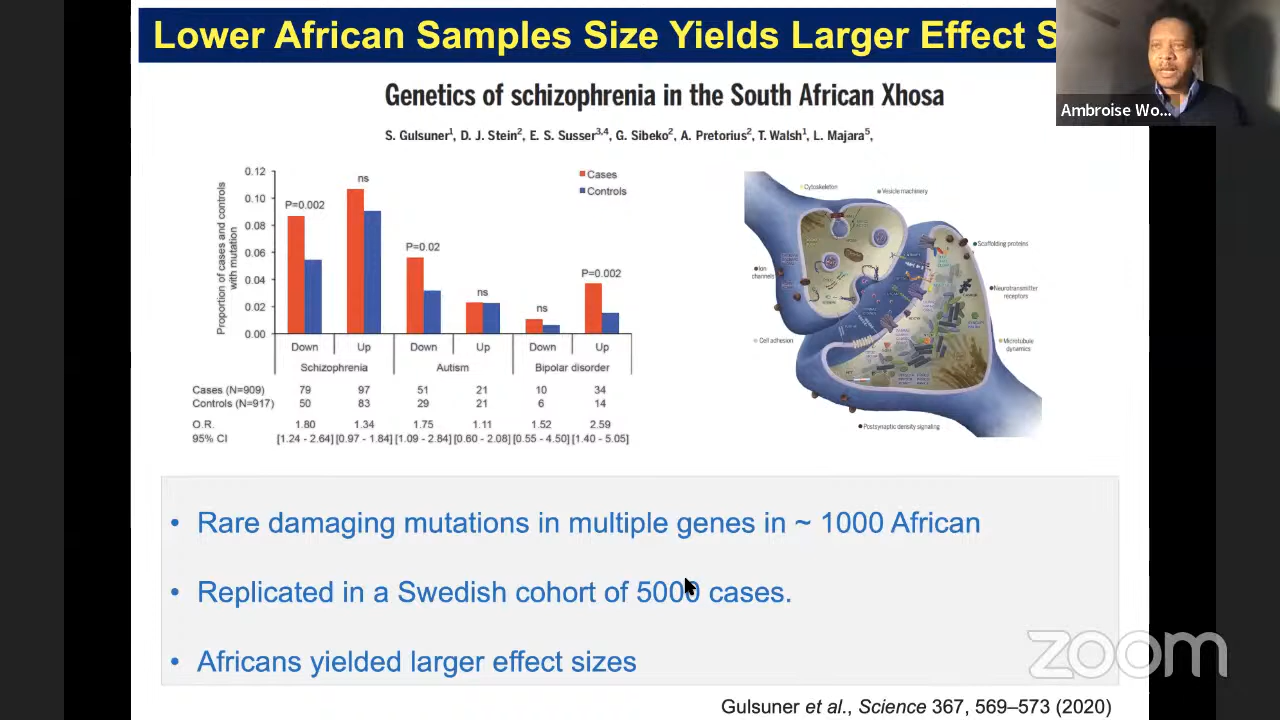 Lower African Samples Size Yields Larger Effect S
Ambroise Wo...
Genetics of schizophrenia in the South African Xhosa
S. Gulsuner1, D. J. Stein2, E. S. Susser3,4, G. Sibeko2, A. Pretorius2, T. Walsh1, L. Majara5,
Proportion of cases and controls
with mutation
0.12
0.10
0.08
0.06
0.04
0.02
0.00
Cases
Controls
P=0.002
ns
P=0.02
ns
ns
P=0.002
Down Up Down Up Down Up
Schizophrenia Autism Bipolar disorder
Cases (N=909) 79 97 51 21 10 34
Controls (N=917) 50 83 29 21 6 14
O.R. 1.80 1.34 1.75 1.11 1.52 2.59
95% CI [1.24 - 2.64] [0.97 - 1.84] [1.09 - 2.84] [0.60 - 2.08] [0.55 - 4.50] [1.40 - 5.05]
Cytoskeleton
Vesicle machinery
Scaffolding proteins
Ion
channels
Neurotransmitter
receptors
Cell adhesion
Microtubule
dynamics
Postsynaptic density signaling
• Rare damaging mutations in multiple genes in ~ 1000 African
• Replicated in a Swedish cohort of 5000 cases.
• Africans yielded larger effect sizes
zoom
Gulsuner et al., Science 367, 569–573 (2020)